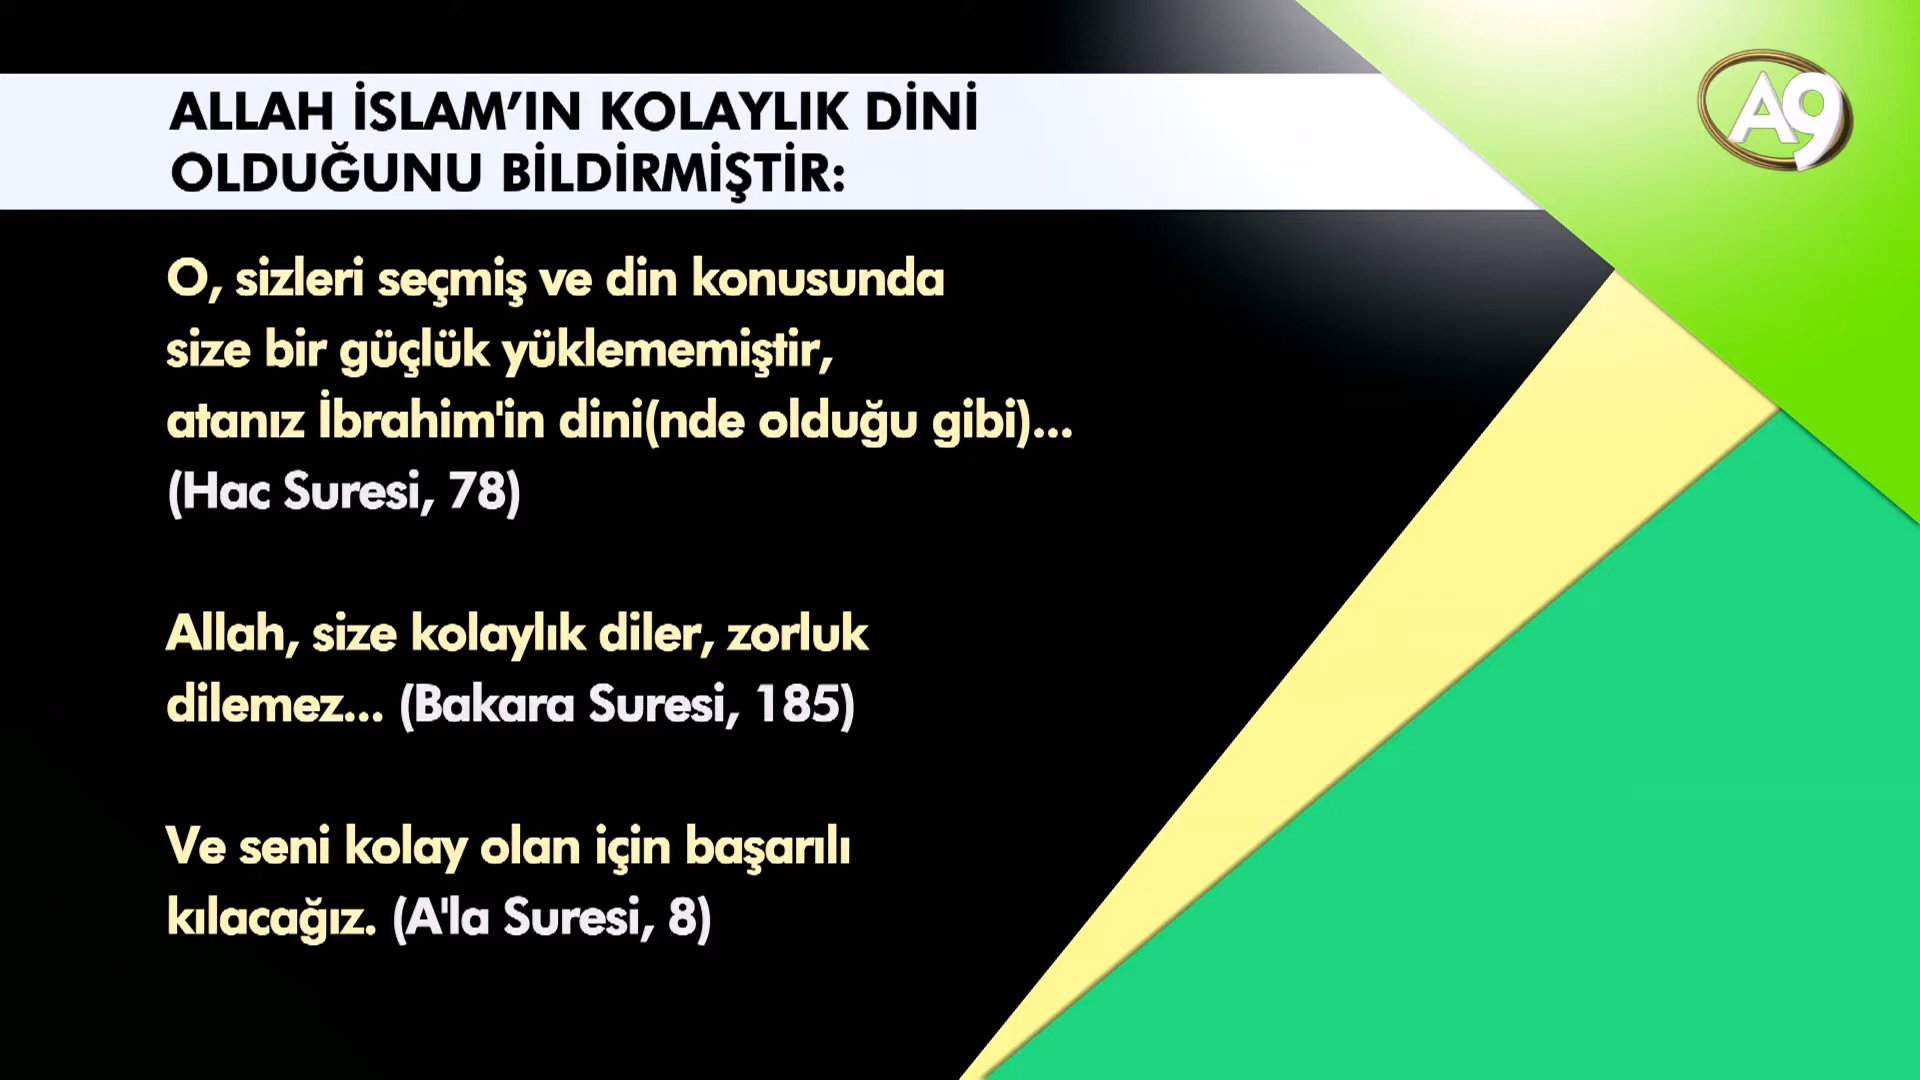 ALLAH İSLAM’IN KOLAYLIK DİNİ
OLDUĞUNU BİLDİRMİŞTİR:
A9
O, sizleri seçmiş ve din konusunda
size bir güçlük yüklememiştir,
atanız İbrahim'in dini(nde olduğu gibi)...
(Hac Suresi, 78)
Allah, size kolaylık diler, zorluk
dilemez... (Bakara Suresi, 185)
Ve seni kolay olan için başarılı
kılacağız. (A'la Suresi, 8)